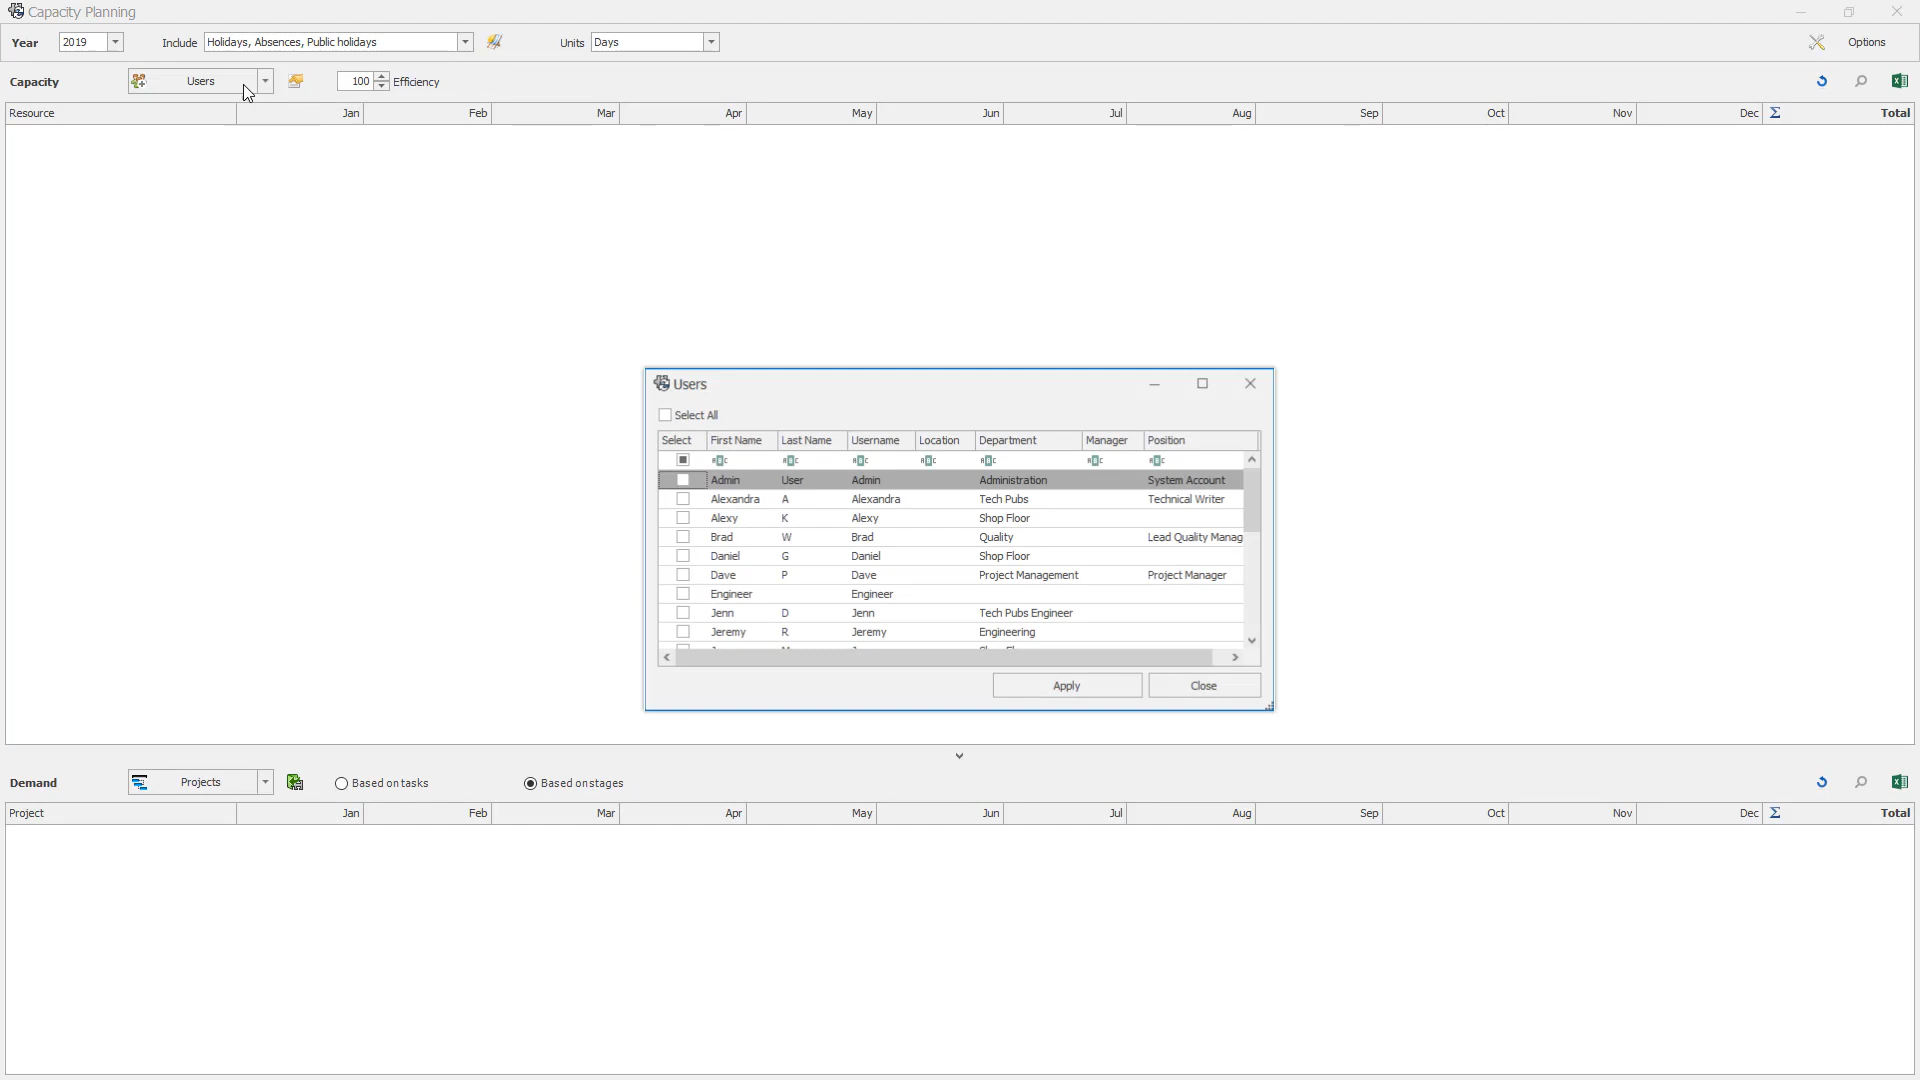 Capacity Planning
Year 2019 Include Holidays, Absences, Public holidays Units Days Options
Capacity Users 100 Efficiency
Resource Jan Feb Mar Apr May Jun Jul Aug Sep Oct Nov Dec Σ Total
Users
Select All
Select First Name Last Name Username Location Department Manager Position
Admin User Admin Administration System Account
Alexandra A Alexandra Tech Pubs Technical Writer
Alexy K Alexy Shop Floor
Brad W Brad Quality Lead Quality Manag
Daniel G Daniel Shop Floor
Dave P Dave Project Management Project Manager
Engineer Engineer
Jenn D Jenn Tech Pubs Engineer
Jeremy R Jeremy Engineering
Apply Close
Demand Projects Based on tasks Based on stages
Project Jan Feb Mar Apr May Jun Jul Aug Sep Oct Nov Dec Σ Total